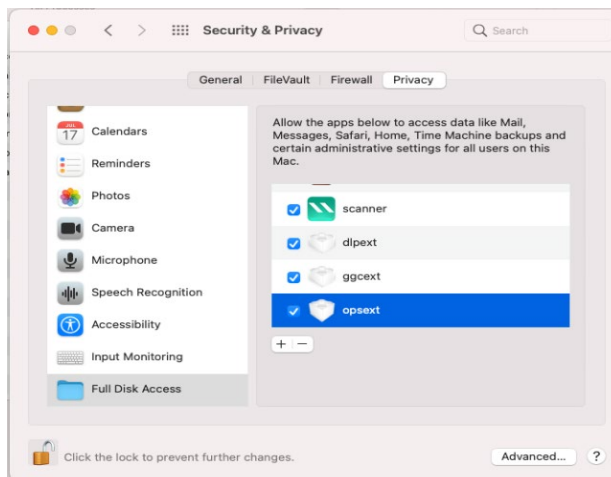 Security & Privacy
Search
General FileVault Firewall Privacy
JUL
17
Calendars
Reminders
Photos
Camera
Microphone
Speech Recognition
Accessibility
Input Monitoring
Full Disk Access
Allow the apps below to access data like Mail,
Messages, Safari, Home, Time Machine backups and
certain administrative settings for all users on this
Mac.
scanner
dlpext
ggcext
opsext
+ −
Click the lock to prevent further changes.
Advanced...
?